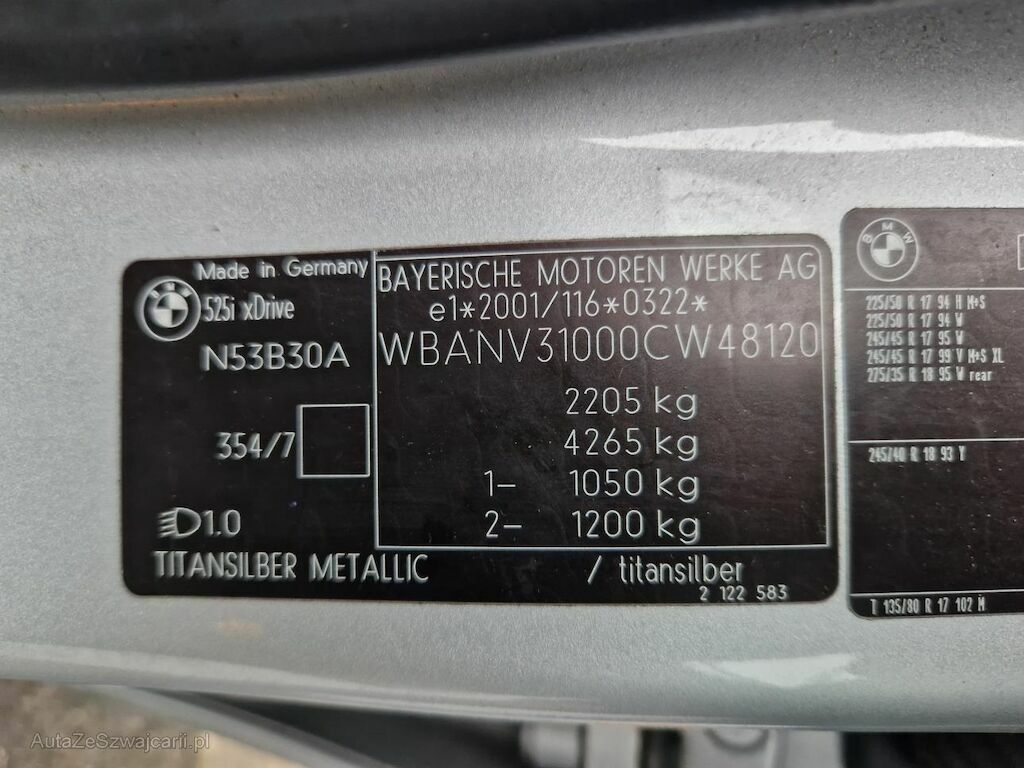 Made in Germany
525i xDrive
N53B30A
354/7
1.0
TITANSILBER METALLIC / titansilber
2 122 583
BAYERISCHE MOTOREN WERKE AG
e1*2001/116*0322*
WBANV31000CW48120
2205 kg
4265 kg
1- 1050 kg
2- 1200 kg
BMW
225/50 R 17 94 H M+S
225/50 R 17 94 W
245/45 R 17 95 W
245/45 R 17 99 V M+S XL
275/35 R 18 95 W rear
245/40 R 18 93 Y
T 135/80 R 17 102 M
AutaZeSzwajcarii.pl